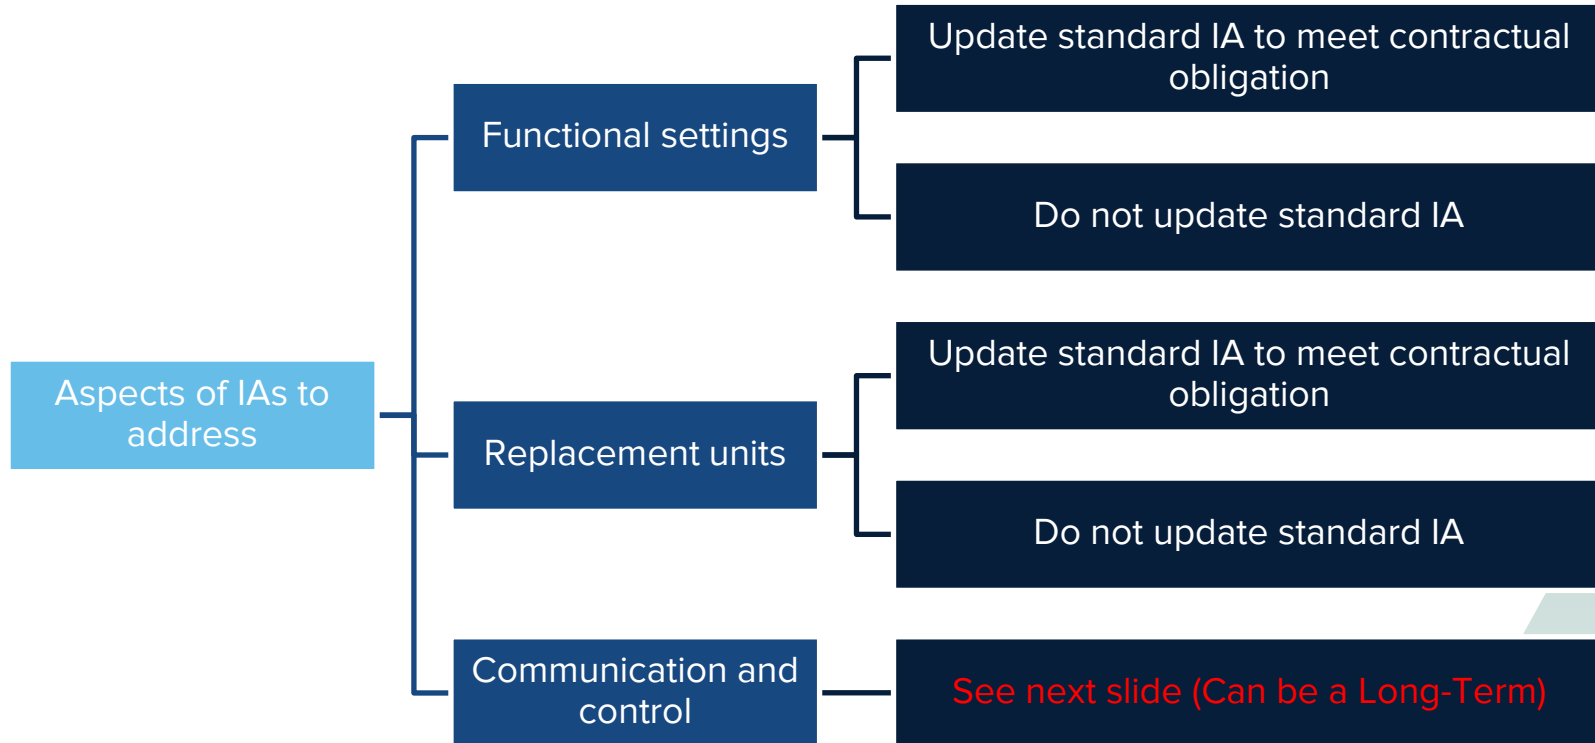 Aspects of IAs to
address
Functional settings
Update standard IA to meet contractual
obligation
Do not update standard IA
Replacement units
Update standard IA to meet contractual
obligation
Do not update standard IA
Communication and
control
See next slide (Can be a Long-Term)